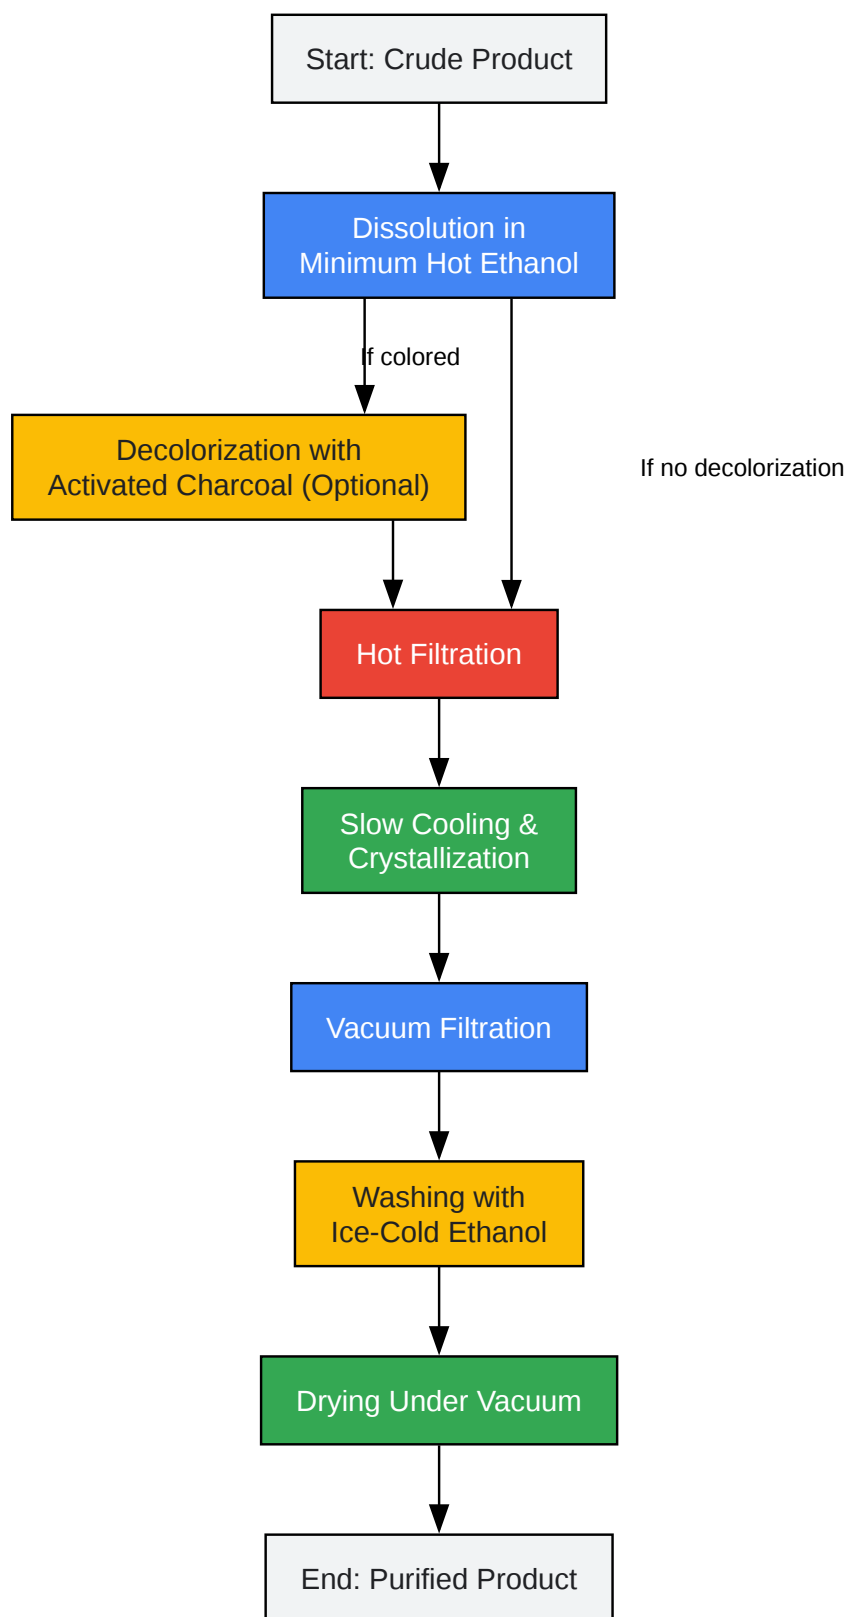 Start: Crude Product
Dissolution in
Minimum Hot Ethanol
If colored
Decolorization with
Activated Charcoal (Optional)
If no decolorization
Hot Filtration
Slow Cooling &
Crystallization
Vacuum Filtration
Washing with
Ice-Cold Ethanol
Drying Under Vacuum
End: Purified Product